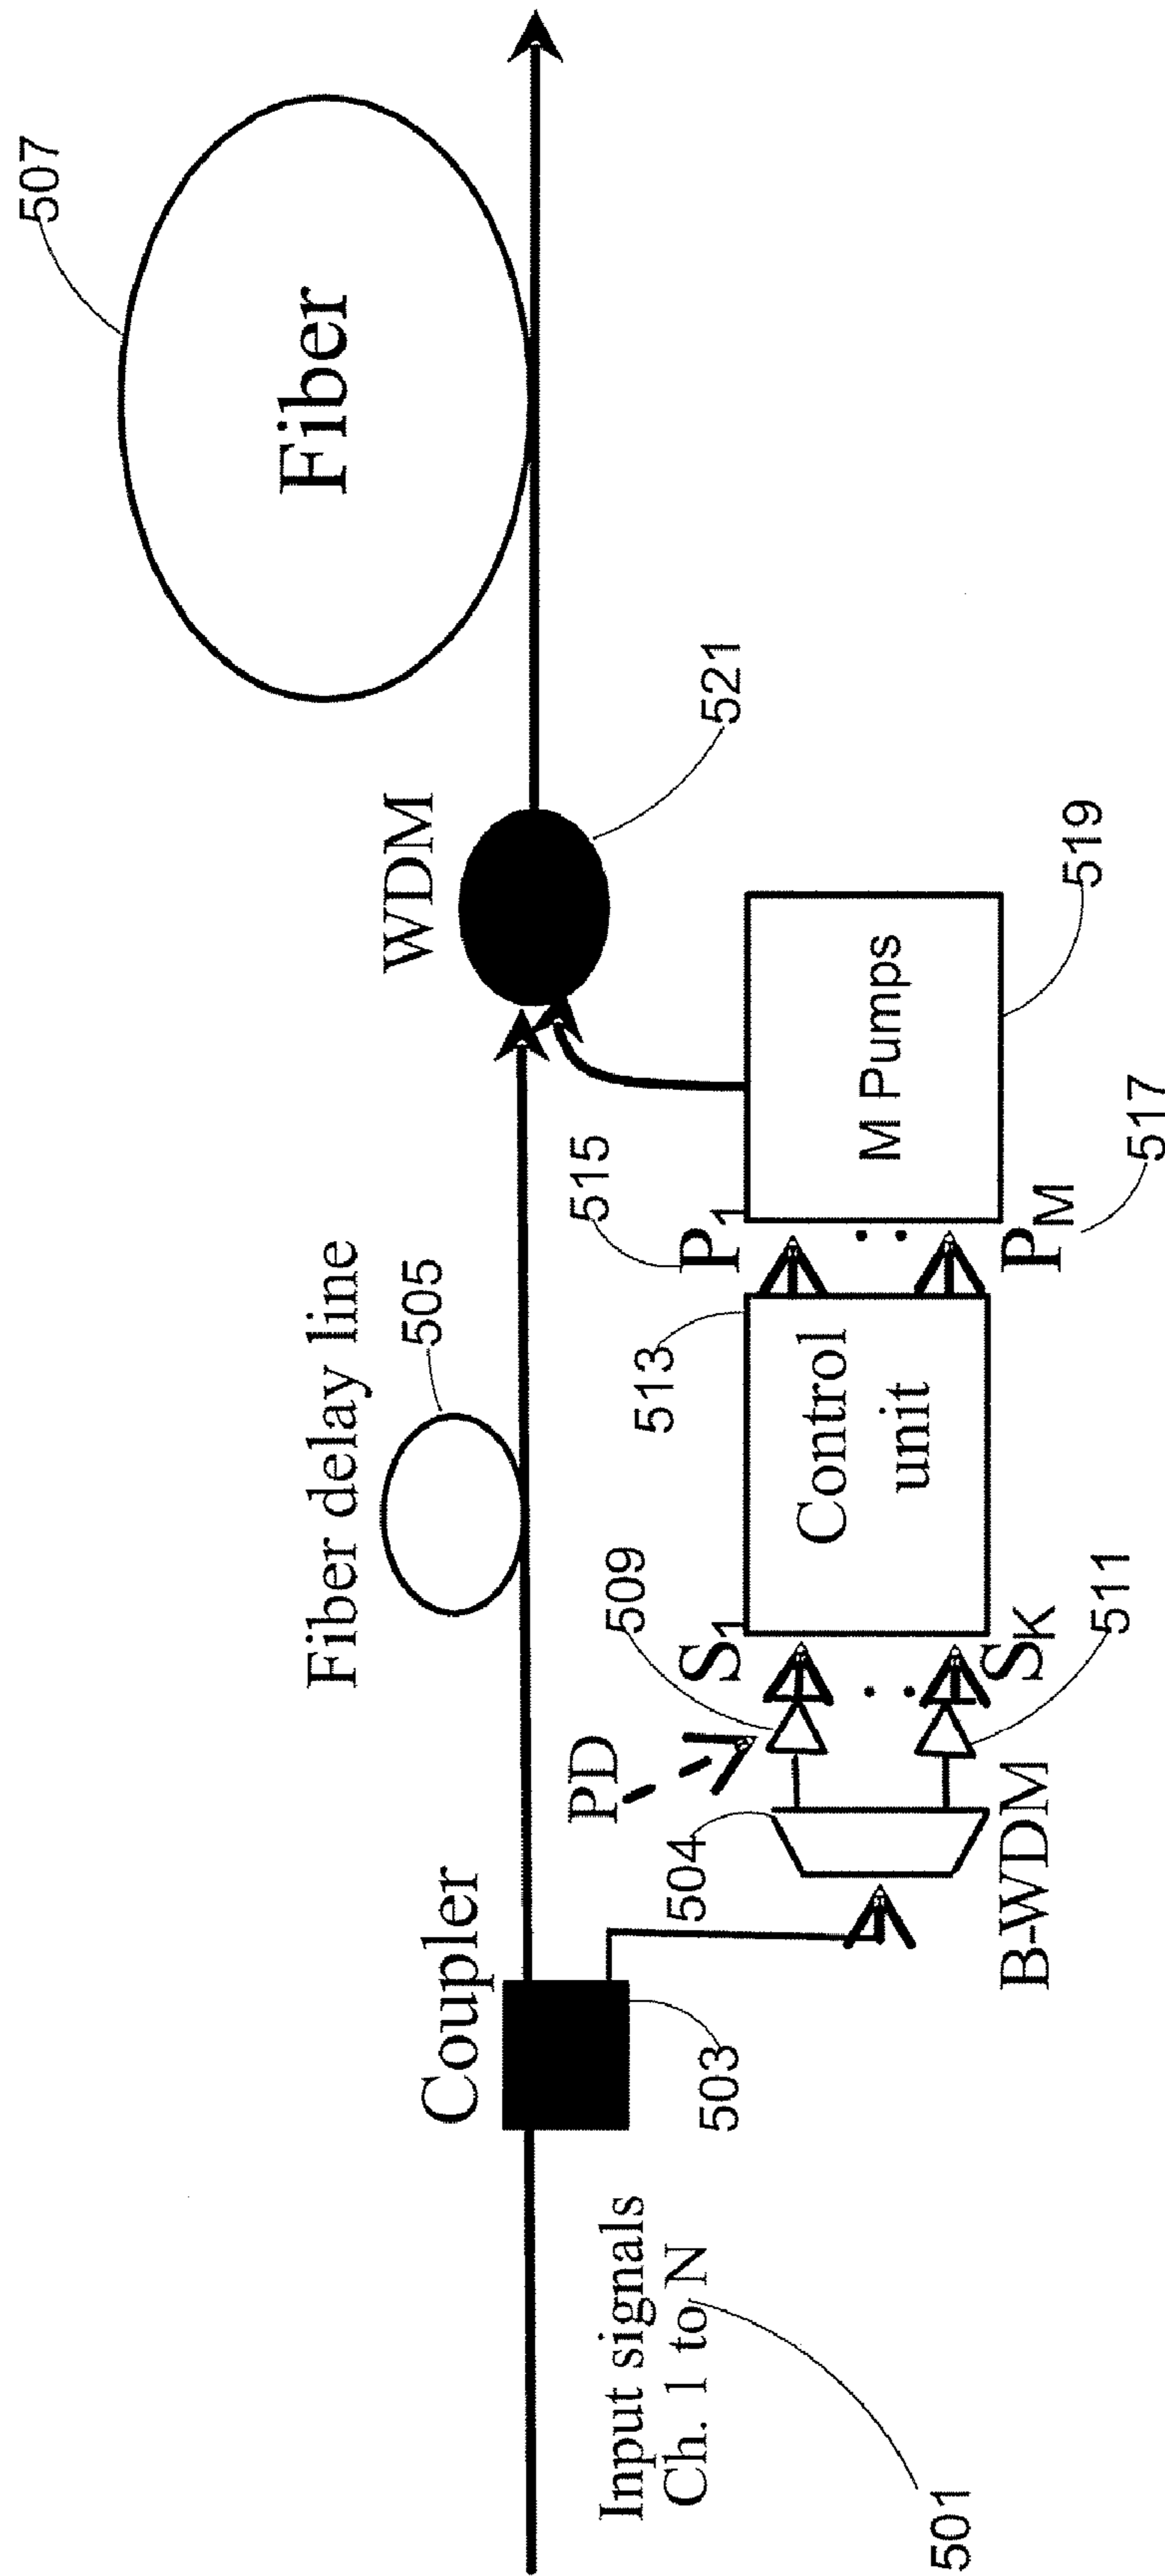 507
Fiber
WDM
521
Fiber delay line
505
Coupler
503
Input signals
Ch. 1 to N
501
PD
504
B-WDM
509
S1
SK
511
Control
unit
513
515
P1
PM
517
M Pumps
519